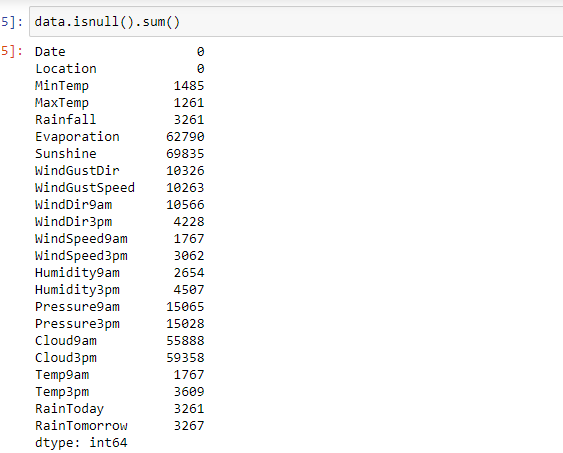 5]: data.isnull().sum()
5]: Date 0
Location 0
MinTemp 1485
MaxTemp 1261
Rainfall 3261
Evaporation 62790
Sunshine 69835
WindGustDir 10326
WindGustSpeed 10263
WindDir9am 10566
WindDir3pm 4228
WindSpeed9am 1767
WindSpeed3pm 3062
Humidity9am 2654
Humidity3pm 4507
Pressure9am 15065
Pressure3pm 15028
Cloud9am 55888
Cloud3pm 59358
Temp9am 1767
Temp3pm 3609
RainToday 3261
RainTomorrow 3267
dtype: int64